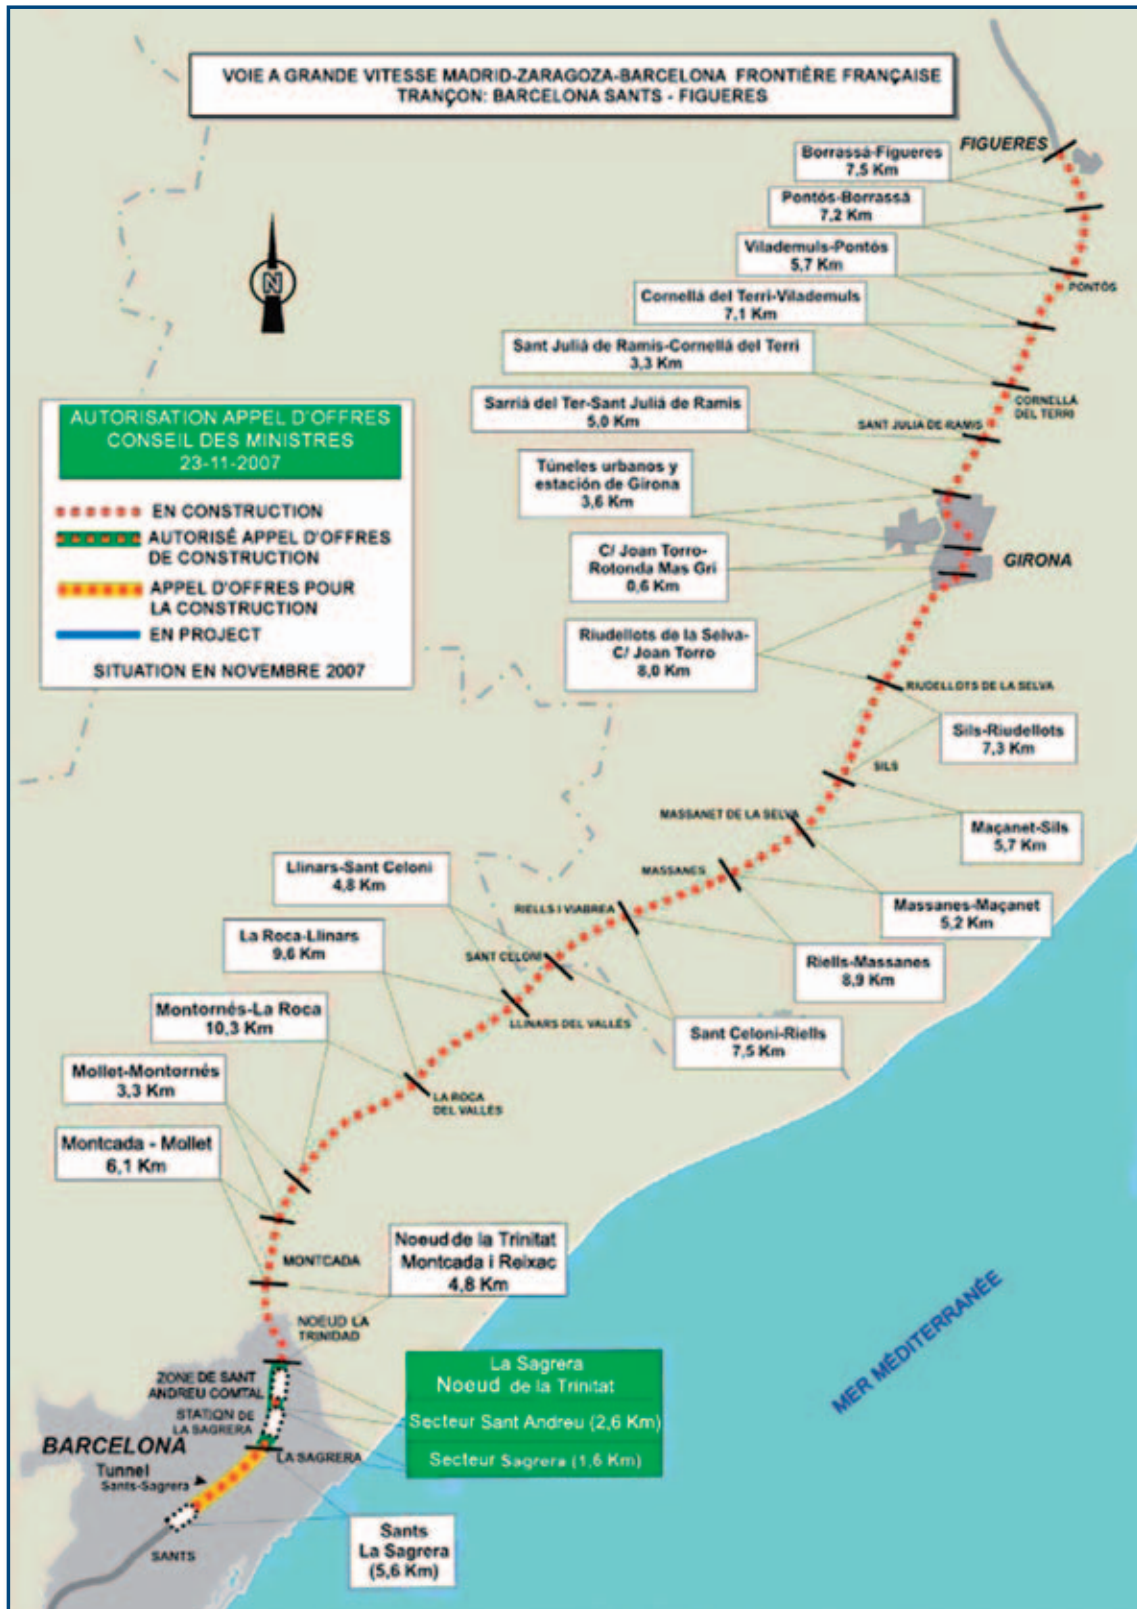 VOIE A GRANDE VITESSE MADRID-ZARAGOZA-BARCELONA FRONTIÈRE FRANÇAISE
TRANÇON: BARCELONA SANTS - FIGUERES
FIGUERES
Borrassá-Figueres
7,5 Km
Pontós-Borrassá
7,2 Km
Vilademuls-Pontós
5,7 Km
PONTÓS
Cornellá del Terri-Vilademuls
7,1 Km
Sant Juliá de Ramis-Cornellá del Terri
3,3 Km
CORNELLÁ
DEL TERRI
Sarriá del Ter-Sant Juliá de Ramis
5,0 Km
SANT JULIA DE RAMIS
Túneles urbanos y
estación de Girona
3,6 Km
C/ Joan Torro-
Rotonda Mas Gri
0,6 Km
GIRONA
Riudellots de la Selva-
C/ Joan Torro
8,0 Km
RIUDELLOTS DE LA SELVA
N
AUTORISATION APPEL D'OFFRES
CONSEIL DES MINISTRES
23-11-2007
EN CONSTRUCTION
AUTORISÉ APPEL D'OFFRES
DE CONSTRUCTION
APPEL D'OFFRES POUR
LA CONSTRUCTION
EN PROJECT
SITUATION EN NOVEMBRE 2007
Sils-Riudellots
7,3 Km
SILS
MASSANET DE LA SELVA
Maçanet-Sils
5,7 Km
MASSANES
Massanes-Maçanet
5,2 Km
Llinars-Sant Celoni
4,8 Km
RIELLS I VIABREA
La Roca-Llinars
9,6 Km
SANT CELONI
Riells-Massanes
8,9 Km
Montornés-La Roca
10,3 Km
LLINARS DEL VALLÉS
Sant Celoni-Riells
7,5 Km
Mollet-Montornés
3,3 Km
LA ROCA
DEL VALLÉS
Montcada - Mollet
6,1 Km
MONTCADA
Noeud de la Trinitat
Montcada i Reixac
4,8 Km
NOEUD LA
TRINIDAD
MER MÉDITERRANÉE
ZONE DE SANT
ANDREU COMTAL
La Sagrera
Noeud de la Trinitat
Secteur Sant Andreu (2,6 Km)
Secteur Sagrera (1,6 Km)
STATION DE
LA SAGRERA
BARCELONA
LA SAGRERA
Tunnel
Sants-Sagrera
Sants
La Sagrera
(5,6 Km)
SANTS